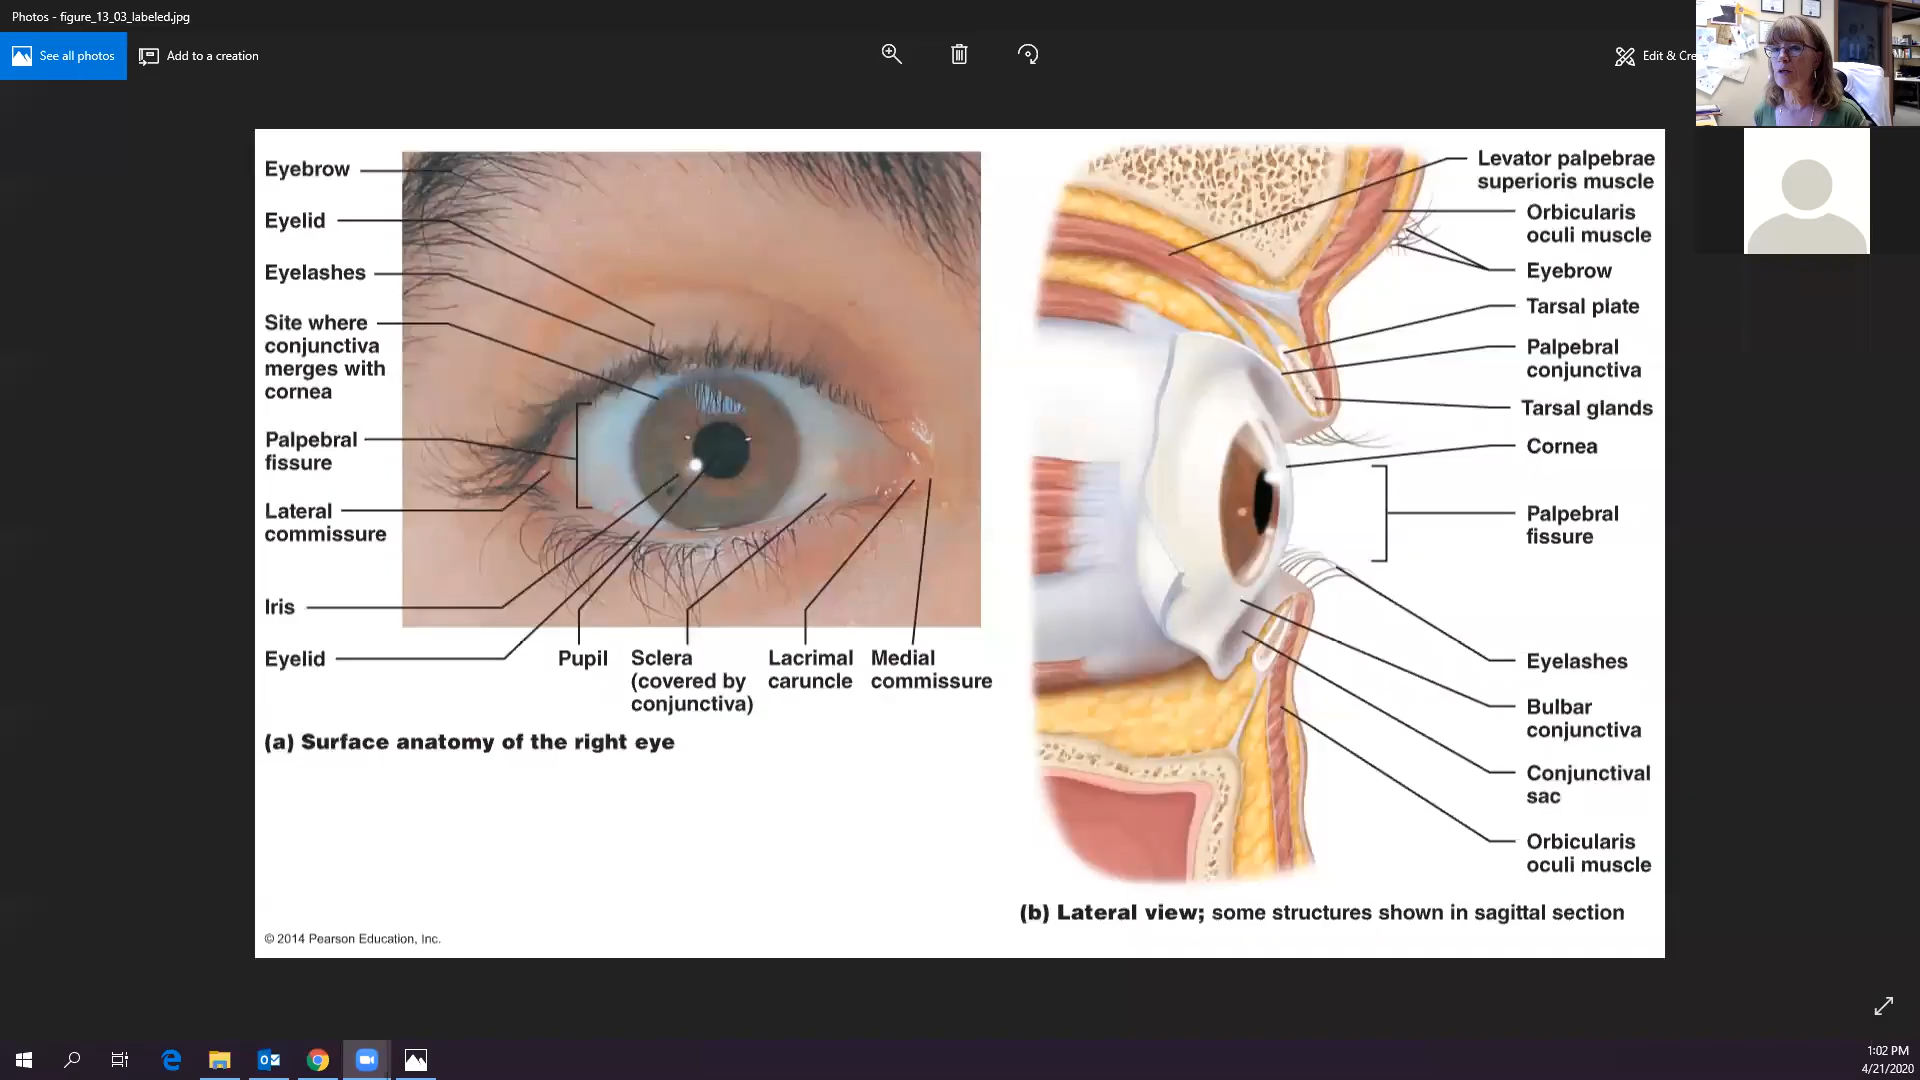 Photos - figure_13_03_labeled.jpg
See all photos
Add to a creation
Edit & Cre
Eyebrow
Eyelid
Eyelashes
Site where
conjunctiva
merges with
cornea
Palpebral
fissure
Lateral
commissure
Iris
Eyelid
Pupil
Sclera
(covered by
conjunctiva)
Lacrimal
caruncle
Medial
commissure
(a) Surface anatomy of the right eye
Levator palpebrae
superioris muscle
Orbicularis
oculi muscle
Eyebrow
Tarsal plate
Palpebral
conjunctiva
Tarsal glands
Cornea
Palpebral
fissure
Eyelashes
Bulbar
conjunctiva
Conjunctival
sac
Orbicularis
oculi muscle
(b) Lateral view; some structures shown in sagittal section
© 2014 Pearson Education, Inc.
1:02 PM
4/21/2020